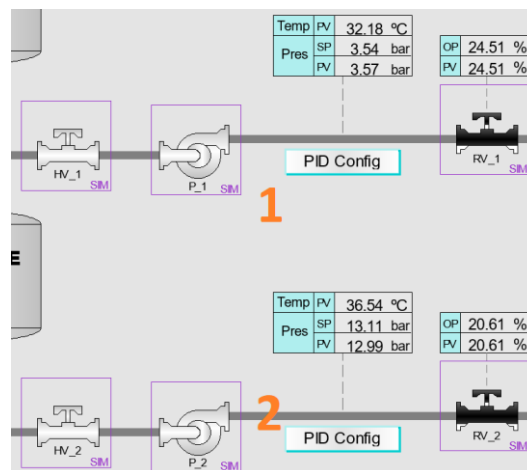 Temp PV 32.18 ºC
Pres SP 3.54 bar
PV 3.57 bar
OP 24.51 %
PV 24.51 %
PID Config
HV_1
SIM
P_1
SIM
1
RV_1
SIM
E
Temp PV 36.54 ºC
Pres SP 13.11 bar
PV 12.99 bar
OP 20.61 %
PV 20.61 %
2
PID Config
HV_2
SIM
P_2
SIM
RV_2
SIM